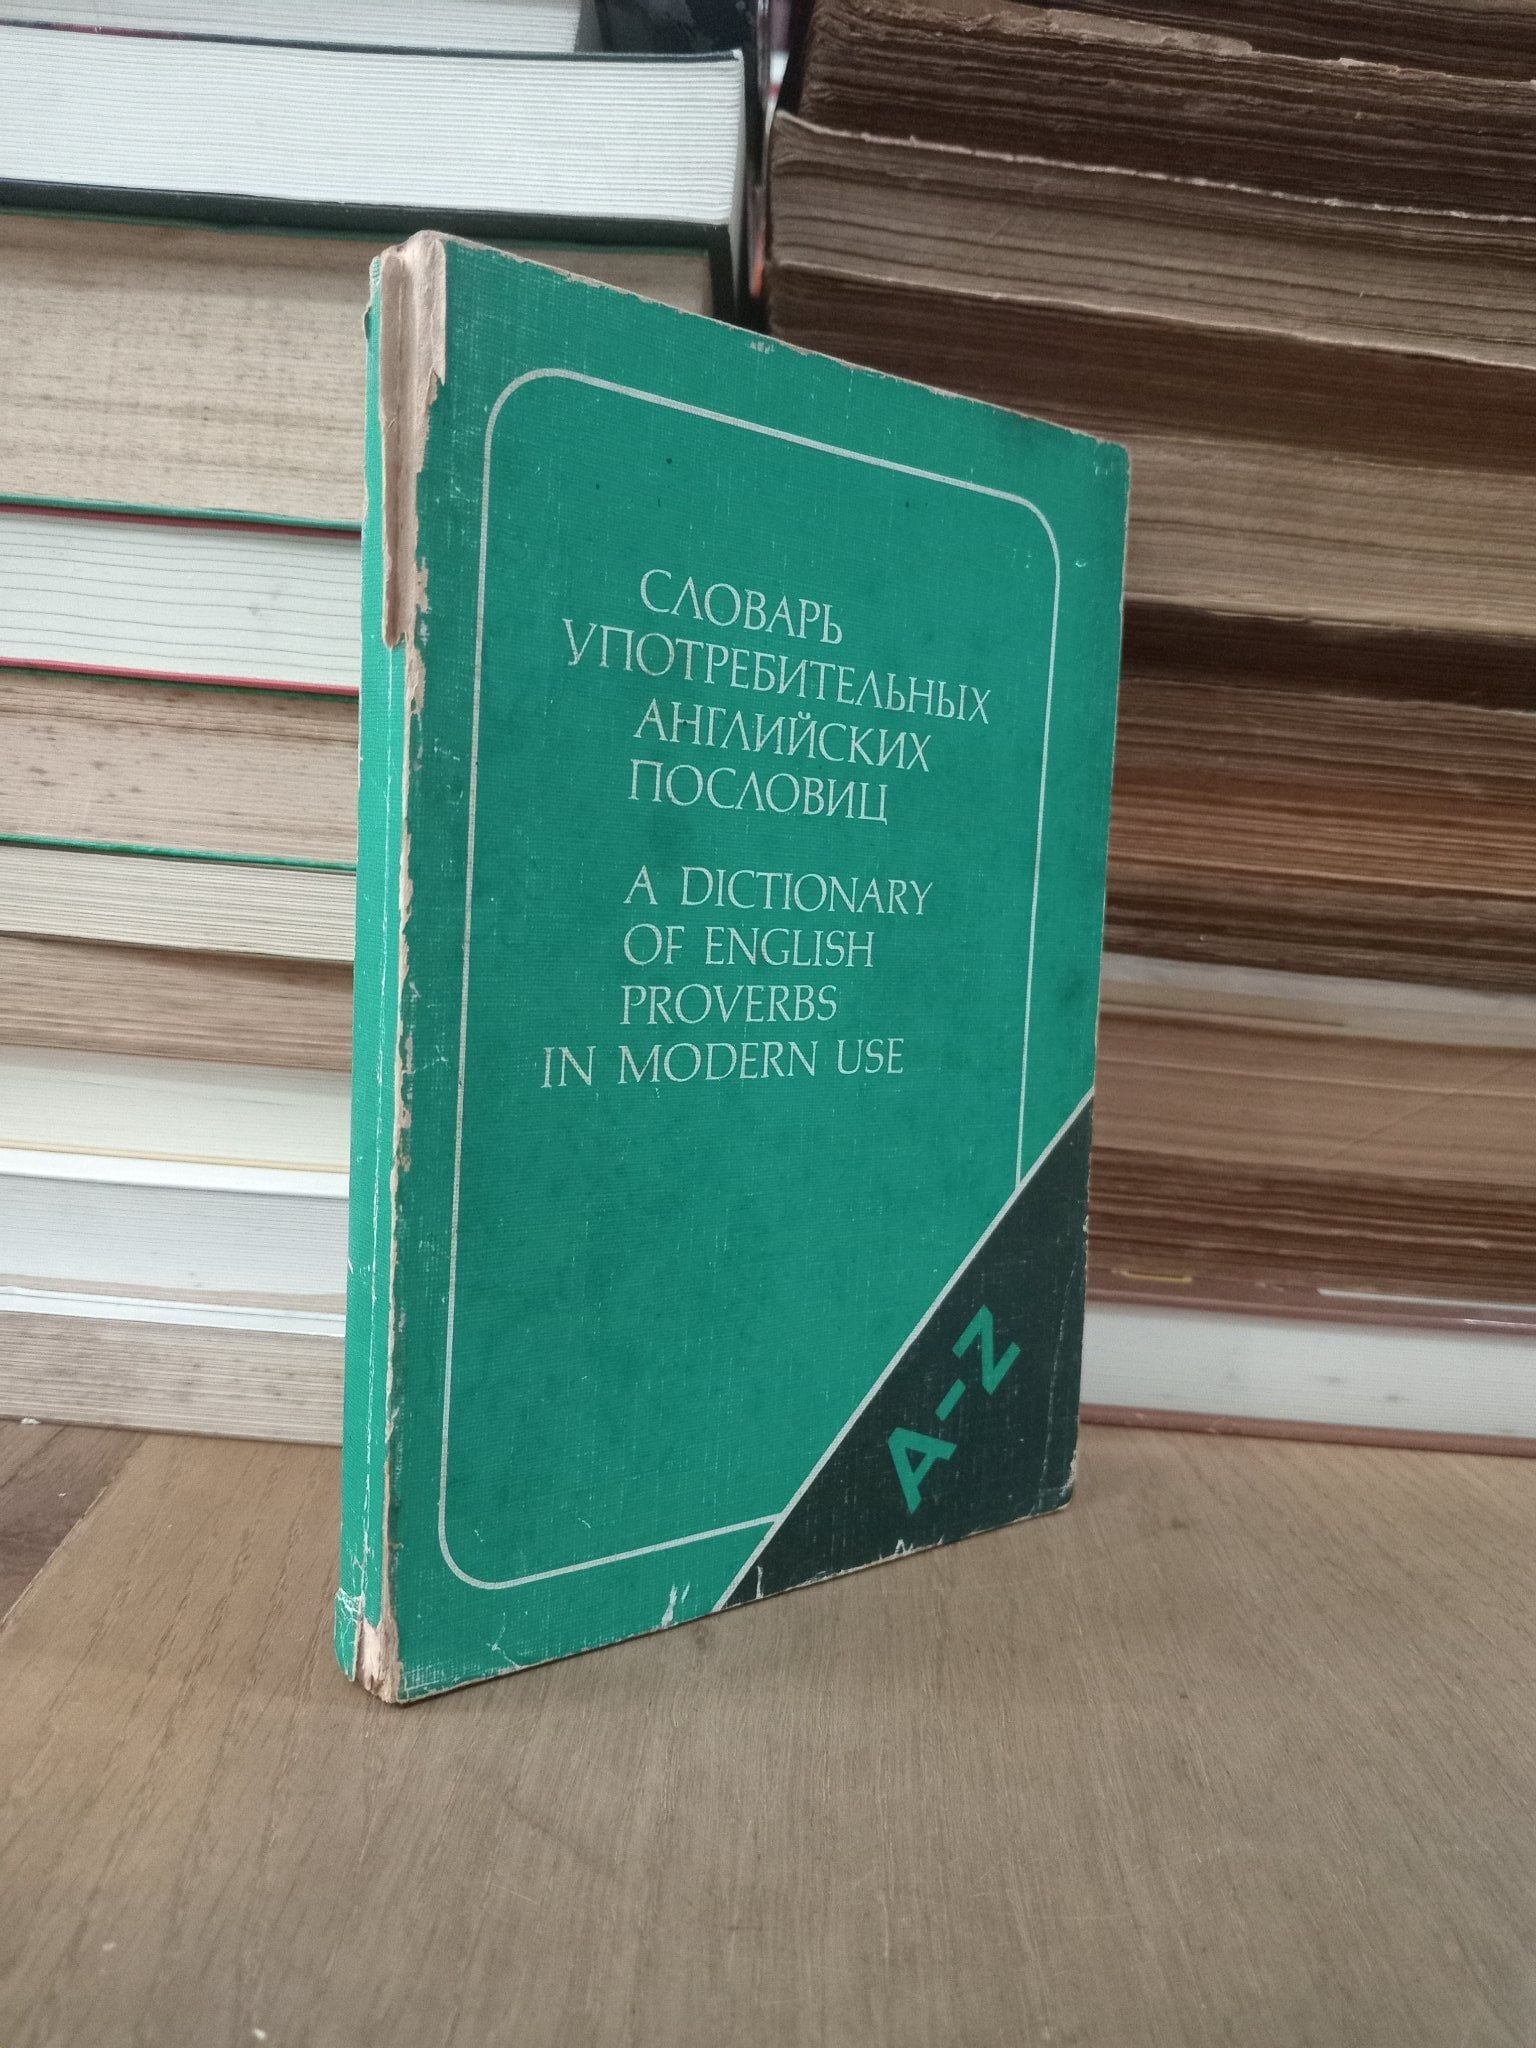 СЛОВАРЬ
УПОТРЕБИТЕЛЬНЫХ
АНГЛИЙСКИХ
ПОСЛОВИЦ
A DICTIONARY
OF ENGLISH
PROVERBS
IN MODERN USE
A–Z